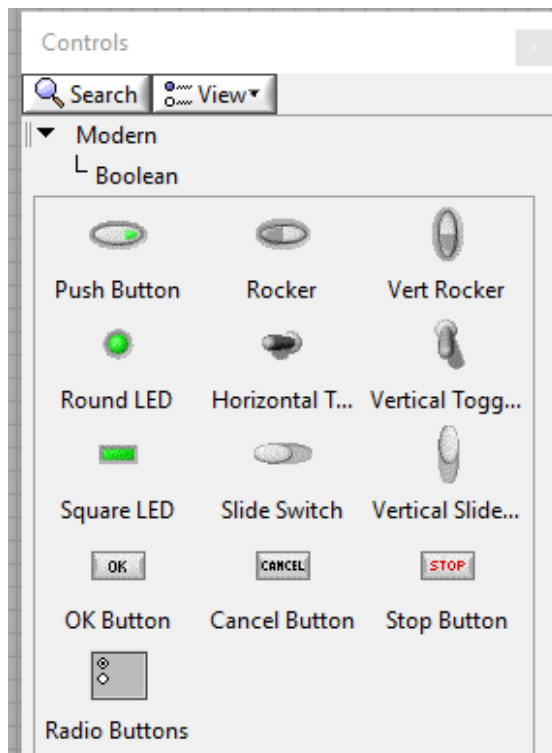 Controls
x
Search View
Modern
Boolean
Push Button Rocker Vert Rocker
Round LED Horizontal T... Vertical Togg...
Square LED Slide Switch Vertical Slide...
OK CANCEL STOP
OK Button Cancel Button Stop Button
Radio Buttons